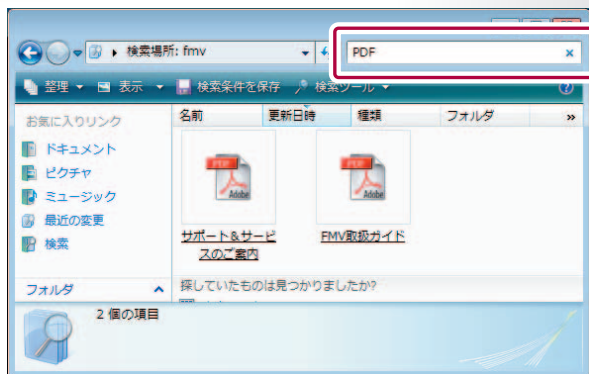 検索場所: fmv
PDF
整理
表示
検索条件を保存
検索ツール
お気に入りリンク
ドキュメント
ピクチャ
ミュージック
最近の変更
検索
フォルダ
名前
更新日時
種類
フォルダ
»
Adobe
Adobe
サポート&サービ
スのご案内
FMV取扱ガイド
探していたものは見つかりましたか?
2 個の項目